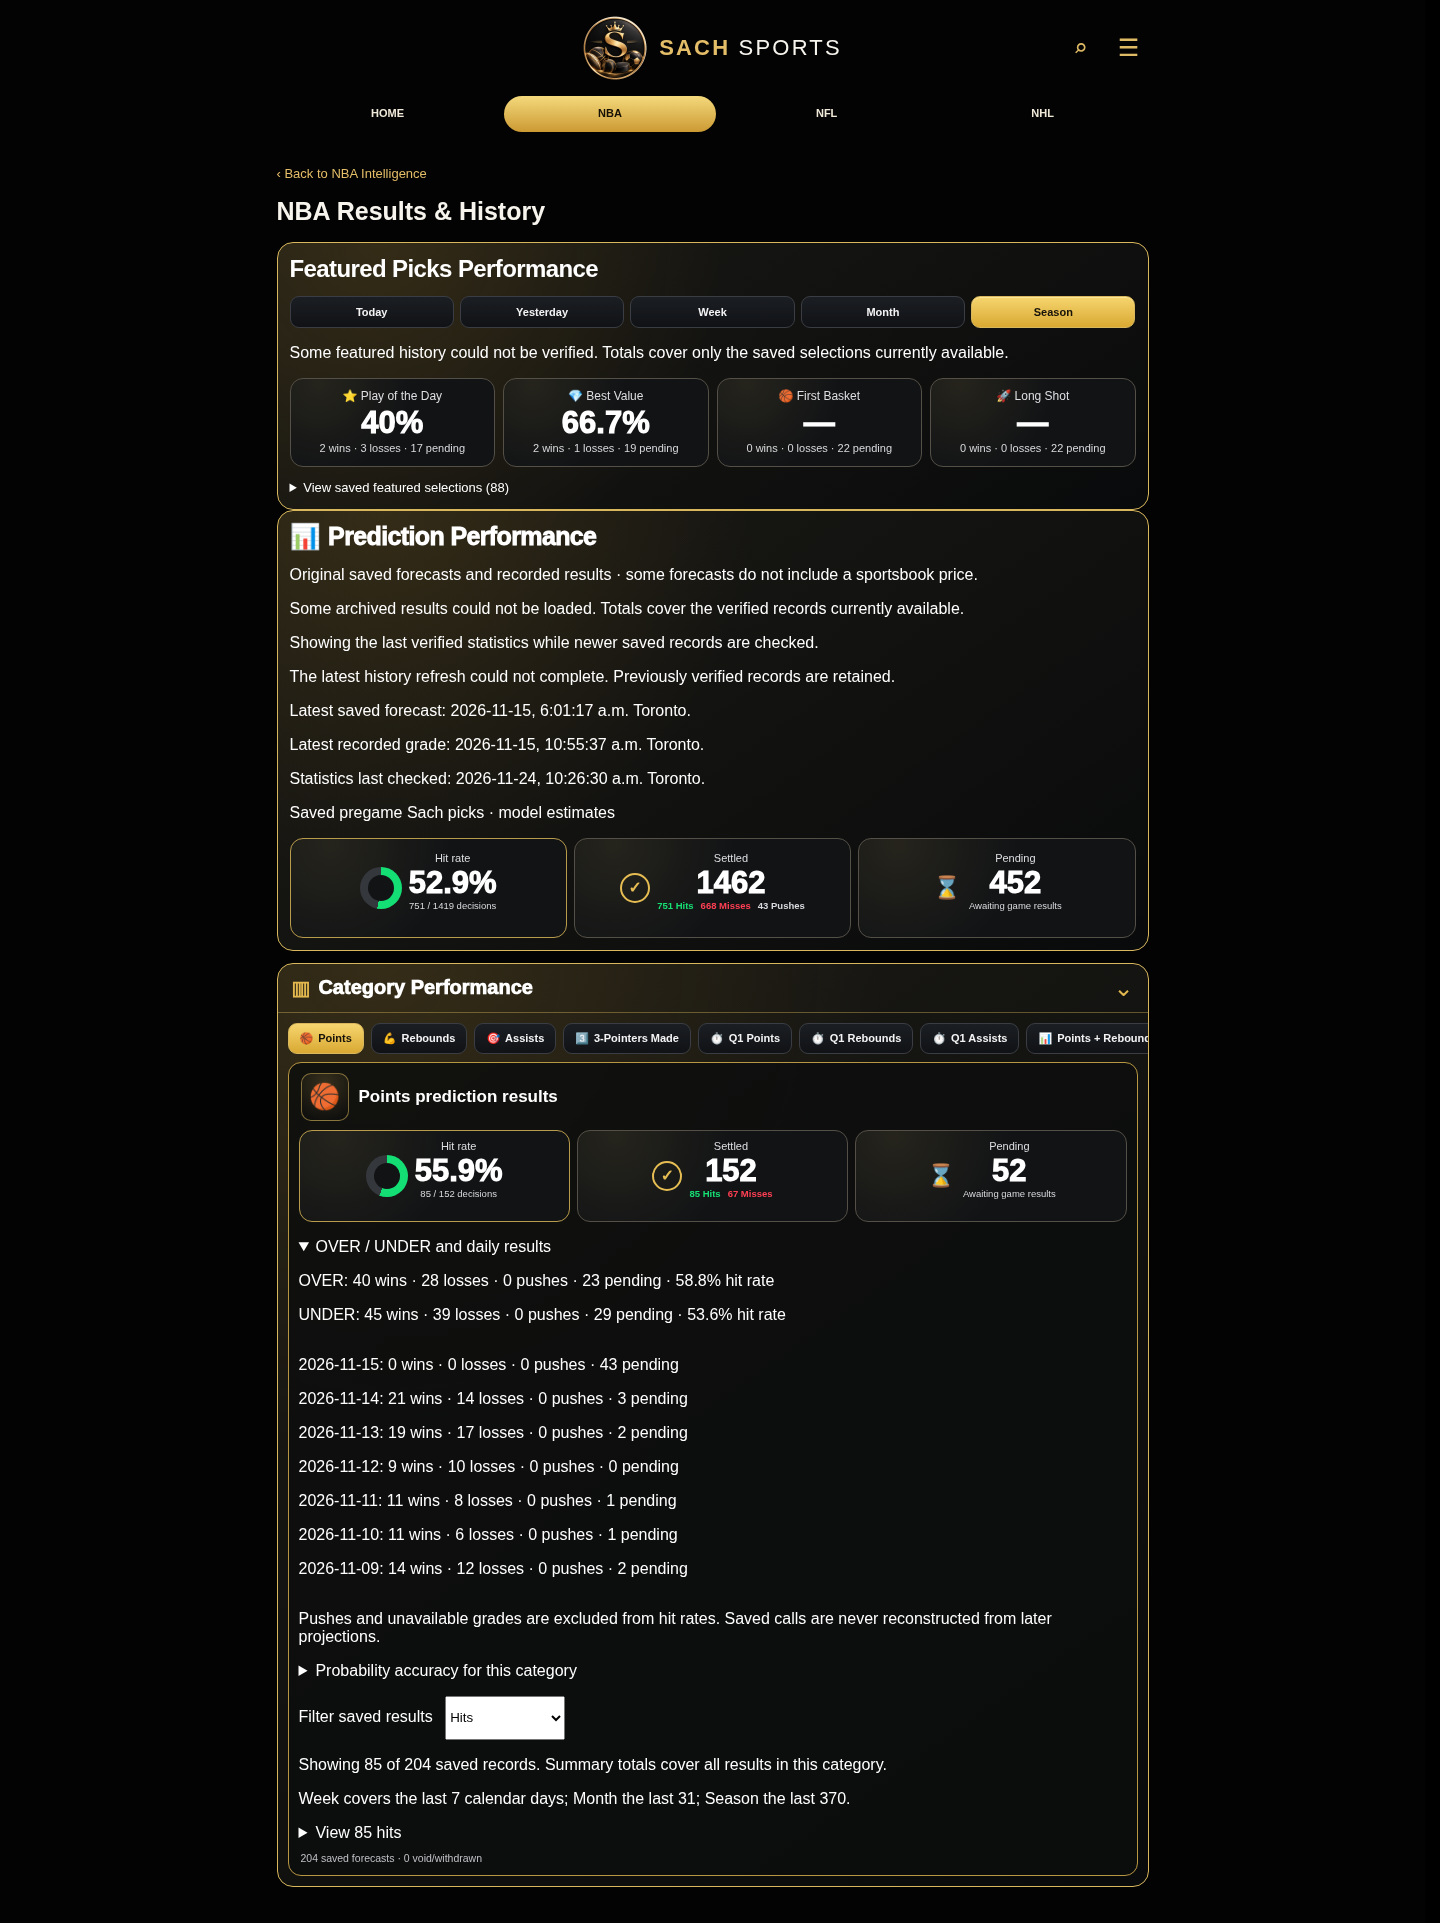 SACH SPORTS
HOME
NBA
NFL
NHL
‹ Back to NBA Intelligence
NBA Results & History
Featured Picks Performance
Today
Yesterday
Week
Month
Season
Some featured history could not be verified. Totals cover only the saved selections currently available.
⭐ Play of the Day
40%
2 wins · 3 losses · 17 pending
💎 Best Value
66.7%
2 wins · 1 losses · 19 pending
🏀 First Basket
—
0 wins · 0 losses · 22 pending
🚀 Long Shot
—
0 wins · 0 losses · 22 pending
▶ View saved featured selections (88)
📊 Prediction Performance
Original saved forecasts and recorded results · some forecasts do not include a sportsbook price.
Some archived results could not be loaded. Totals cover the verified records currently available.
Showing the last verified statistics while newer saved records are checked.
The latest history refresh could not complete. Previously verified records are retained.
Latest saved forecast: 2026-11-15, 6:01:17 a.m. Toronto.
Latest recorded grade: 2026-11-15, 10:55:37 a.m. Toronto.
Statistics last checked: 2026-11-24, 10:26:30 a.m. Toronto.
Saved pregame Sach picks · model estimates
Hit rate
52.9%
751 / 1419 decisions
Settled
1462
751 Hits 668 Misses 43 Pushes
Pending
452
Awaiting game results
Category Performance
🏀 Points
💪 Rebounds
🎯 Assists
3️⃣ 3-Pointers Made
⏱️ Q1 Points
⏱️ Q1 Rebounds
⏱️ Q1 Assists
📊 Points + Rebound
Points prediction results
Hit rate
55.9%
85 / 152 decisions
Settled
152
85 Hits 67 Misses
Pending
52
Awaiting game results
▼ OVER / UNDER and daily results
OVER: 40 wins · 28 losses · 0 pushes · 23 pending · 58.8% hit rate
UNDER: 45 wins · 39 losses · 0 pushes · 29 pending · 53.6% hit rate
2026-11-15: 0 wins · 0 losses · 0 pushes · 43 pending
2026-11-14: 21 wins · 14 losses · 0 pushes · 3 pending
2026-11-13: 19 wins · 17 losses · 0 pushes · 2 pending
2026-11-12: 9 wins · 10 losses · 0 pushes · 0 pending
2026-11-11: 11 wins · 8 losses · 0 pushes · 1 pending
2026-11-10: 11 wins · 6 losses · 0 pushes · 1 pending
2026-11-09: 14 wins · 12 losses · 0 pushes · 2 pending
Pushes and unavailable grades are excluded from hit rates. Saved calls are never reconstructed from later
projections.
▶ Probability accuracy for this category
Filter saved results Hits
Showing 85 of 204 saved records. Summary totals cover all results in this category.
Week covers the last 7 calendar days; Month the last 31; Season the last 370.
▶ View 85 hits
204 saved forecasts · 0 void/withdrawn